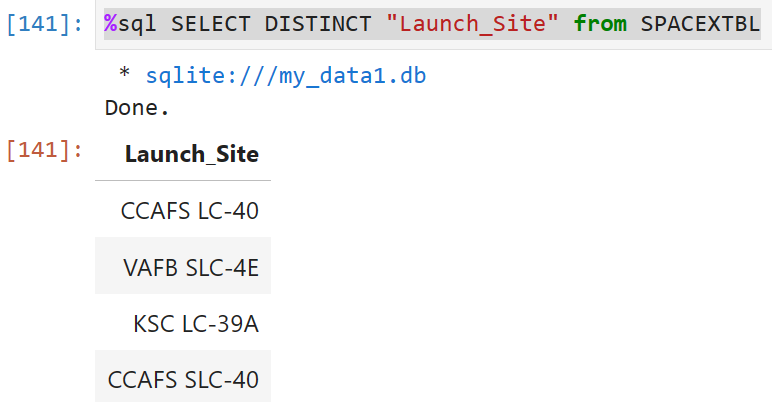 [141]: %sql SELECT DISTINCT "Launch_Site" from SPACEXTBL
* sqlite:///my_data1.db
Done.
[141]: Launch_Site
CCAFS LC-40
VAFB SLC-4E
KSC LC-39A
CCAFS SLC-40